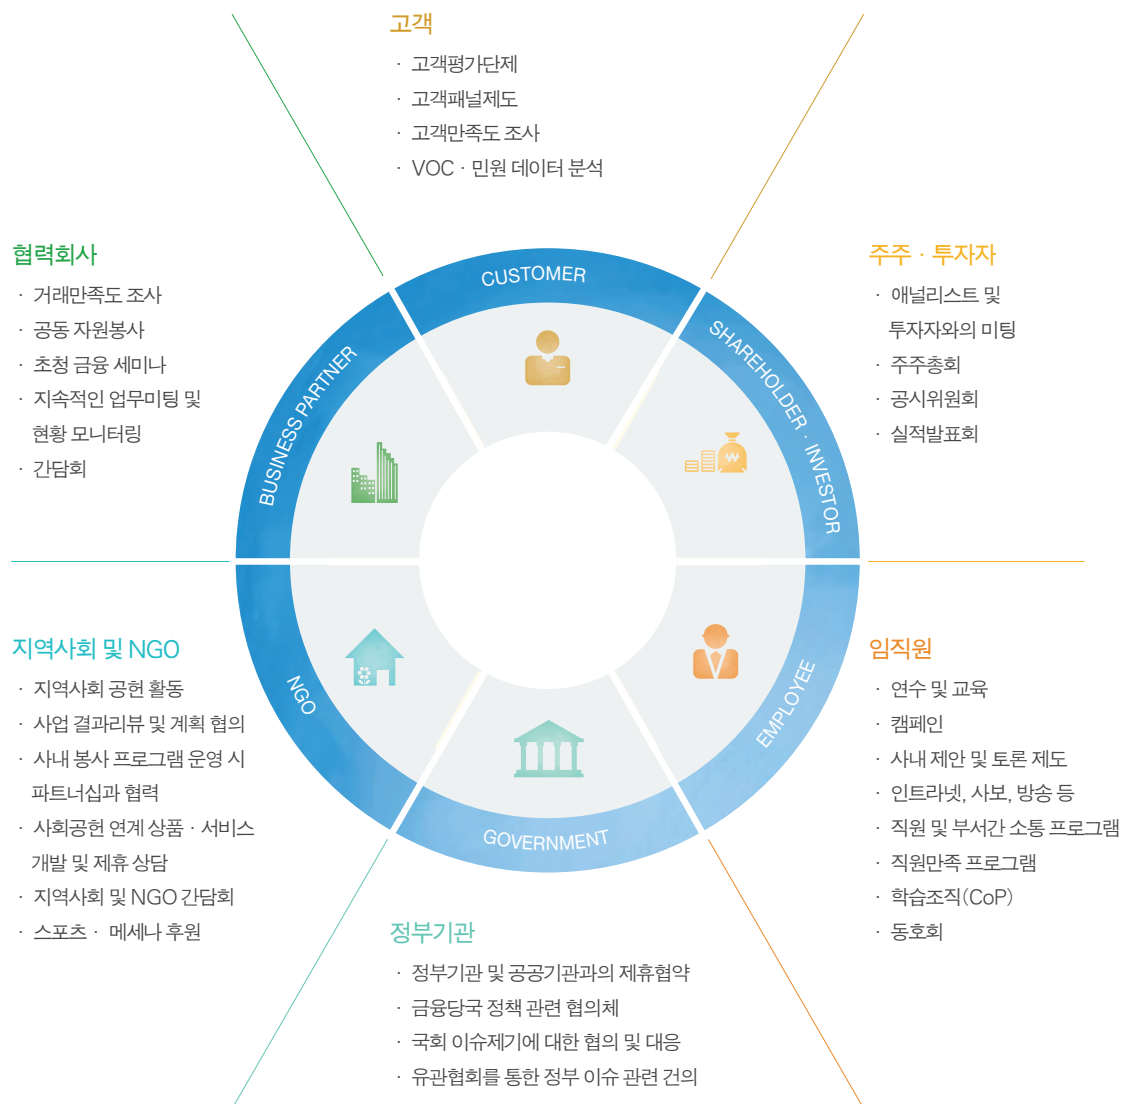 고객
· 고객평가단제
· 고객패널제도
· 고객만족도 조사
· VOC · 민원 데이터 분석
협력회사
· 거래만족도 조사
· 공동 자원봉사
· 초청 금융 세미나
· 지속적인 업무미팅 및
현황 모니터링
· 간담회
주주 · 투자자
· 애널리스트 및
투자자와의 미팅
· 주주총회
· 공시위원회
· 실적발표회
CUSTOMER
SHAREHOLDER · INVESTOR
BUSINESS PARTNER
NGO
EMPLOYEE
GOVERNMENT
지역사회 및 NGO
· 지역사회 공헌 활동
· 사업 결과리뷰 및 계획 협의
· 사내 봉사 프로그램 운영 시
파트너십과 협력
· 사회공헌 연계 상품 · 서비스
개발 및 제휴 상담
· 지역사회 및 NGO 간담회
· 스포츠 · 메세나 후원
임직원
· 연수 및 교육
· 캠페인
· 사내 제안 및 토론 제도
· 인트라넷, 사보, 방송 등
· 직원 및 부서간 소통 프로그램
· 직원만족 프로그램
· 학습조직(CoP)
· 동호회
정부기관
· 정부기관 및 공공기관과의 제휴협약
· 금융당국 정책 관련 협의체
· 국회 이슈제기에 대한 협의 및 대응
· 유관협회를 통한 정부 이슈 관련 건의